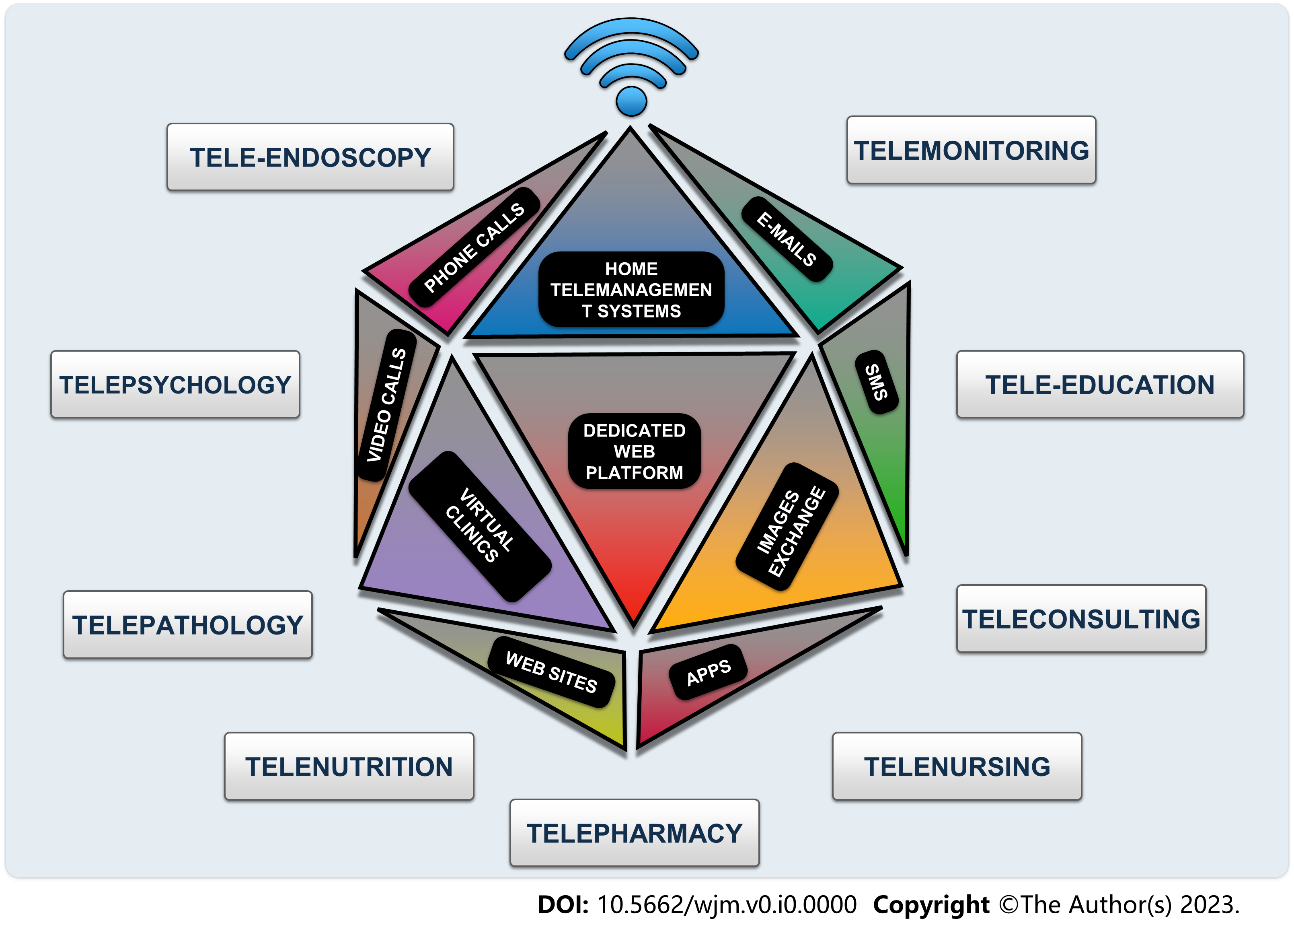 TELE-ENDOSCOPY
TELEMONITORING
PHONE CALLS
E-MAILS
HOME
TELEMANAGEMEN
T SYSTEMS
TELEPSYCHOLOGY
VIDEO CALLS
SMS
TELE-EDUCATION
DEDICATED
WEB
PLATFORM
VIRTUAL
CLINICS
IMAGES
EXCHANGE
TELEPATHOLOGY
TELECONSULTING
WEB SITES
APPS
TELENUTRITION
TELENURSING
TELEPHARMACY
DOI: 10.5662/wjm.v0.i0.0000 Copyright ©The Author(s) 2023.